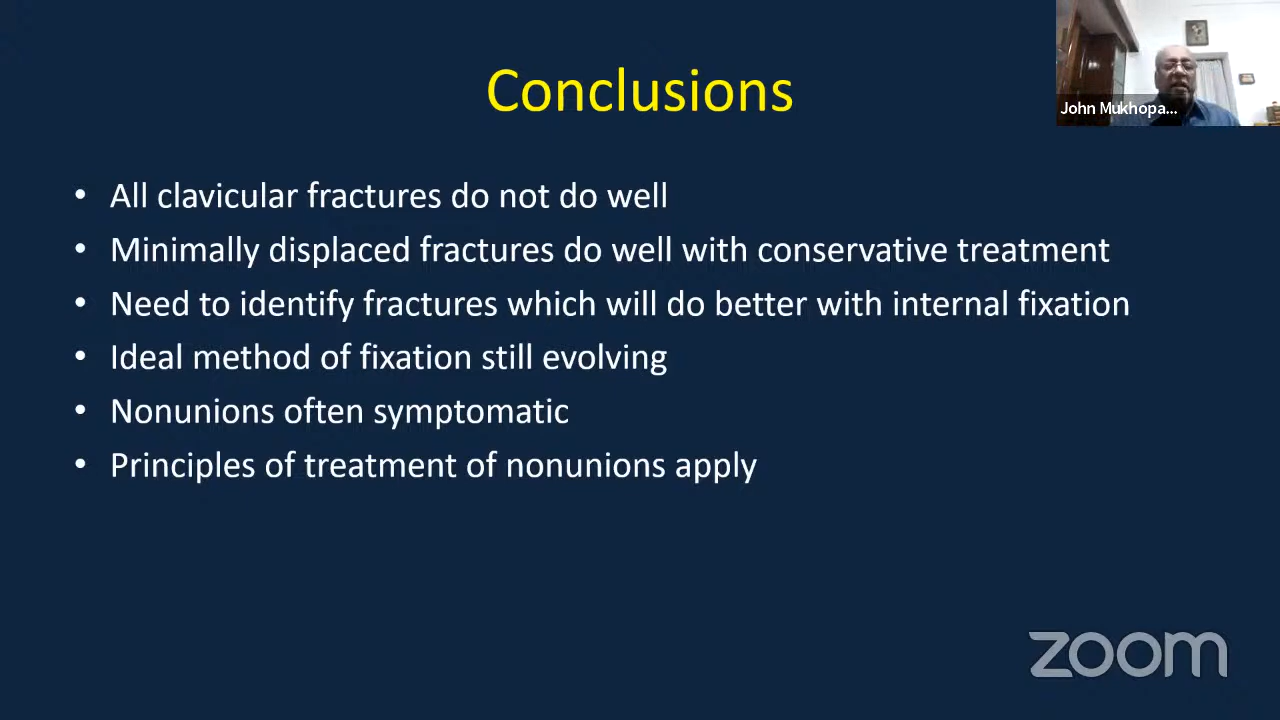 Conclusions
John Mukhopa...
• All clavicular fractures do not do well
• Minimally displaced fractures do well with conservative treatment
• Need to identify fractures which will do better with internal fixation
• Ideal method of fixation still evolving
• Nonunions often symptomatic
• Principles of treatment of nonunions apply
zoom